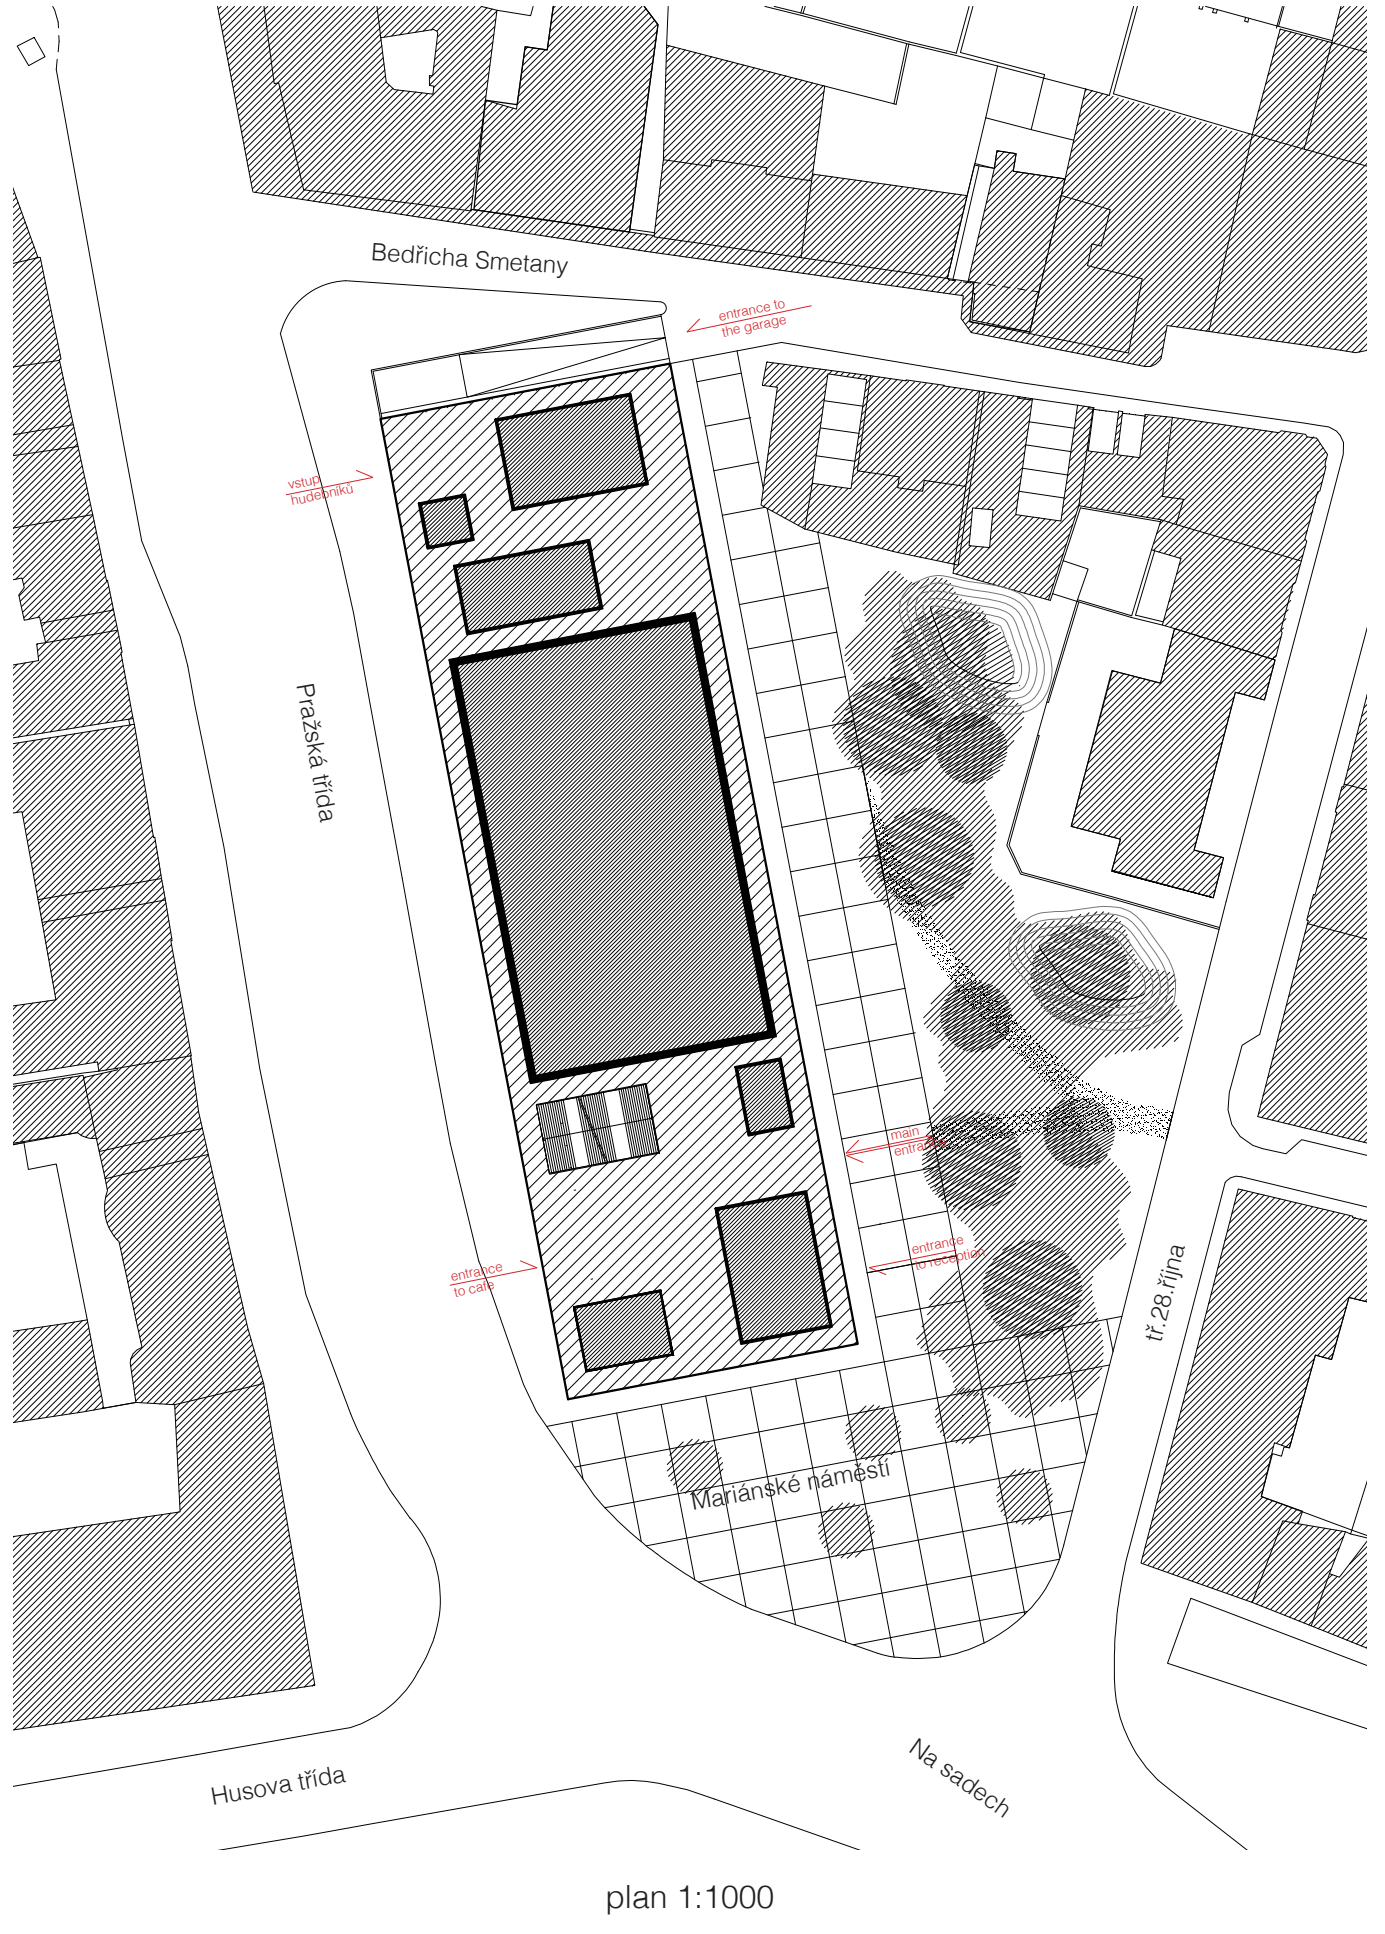 Bedřicha Smetany
entrance to
the garage
vstup
hudebníků
Pražská třída
main
entrance
entrance
to reception
entrance
to cafe
tř.28.října
Mariánské náměstí
Husova třída
Na sadech
plan 1:1000